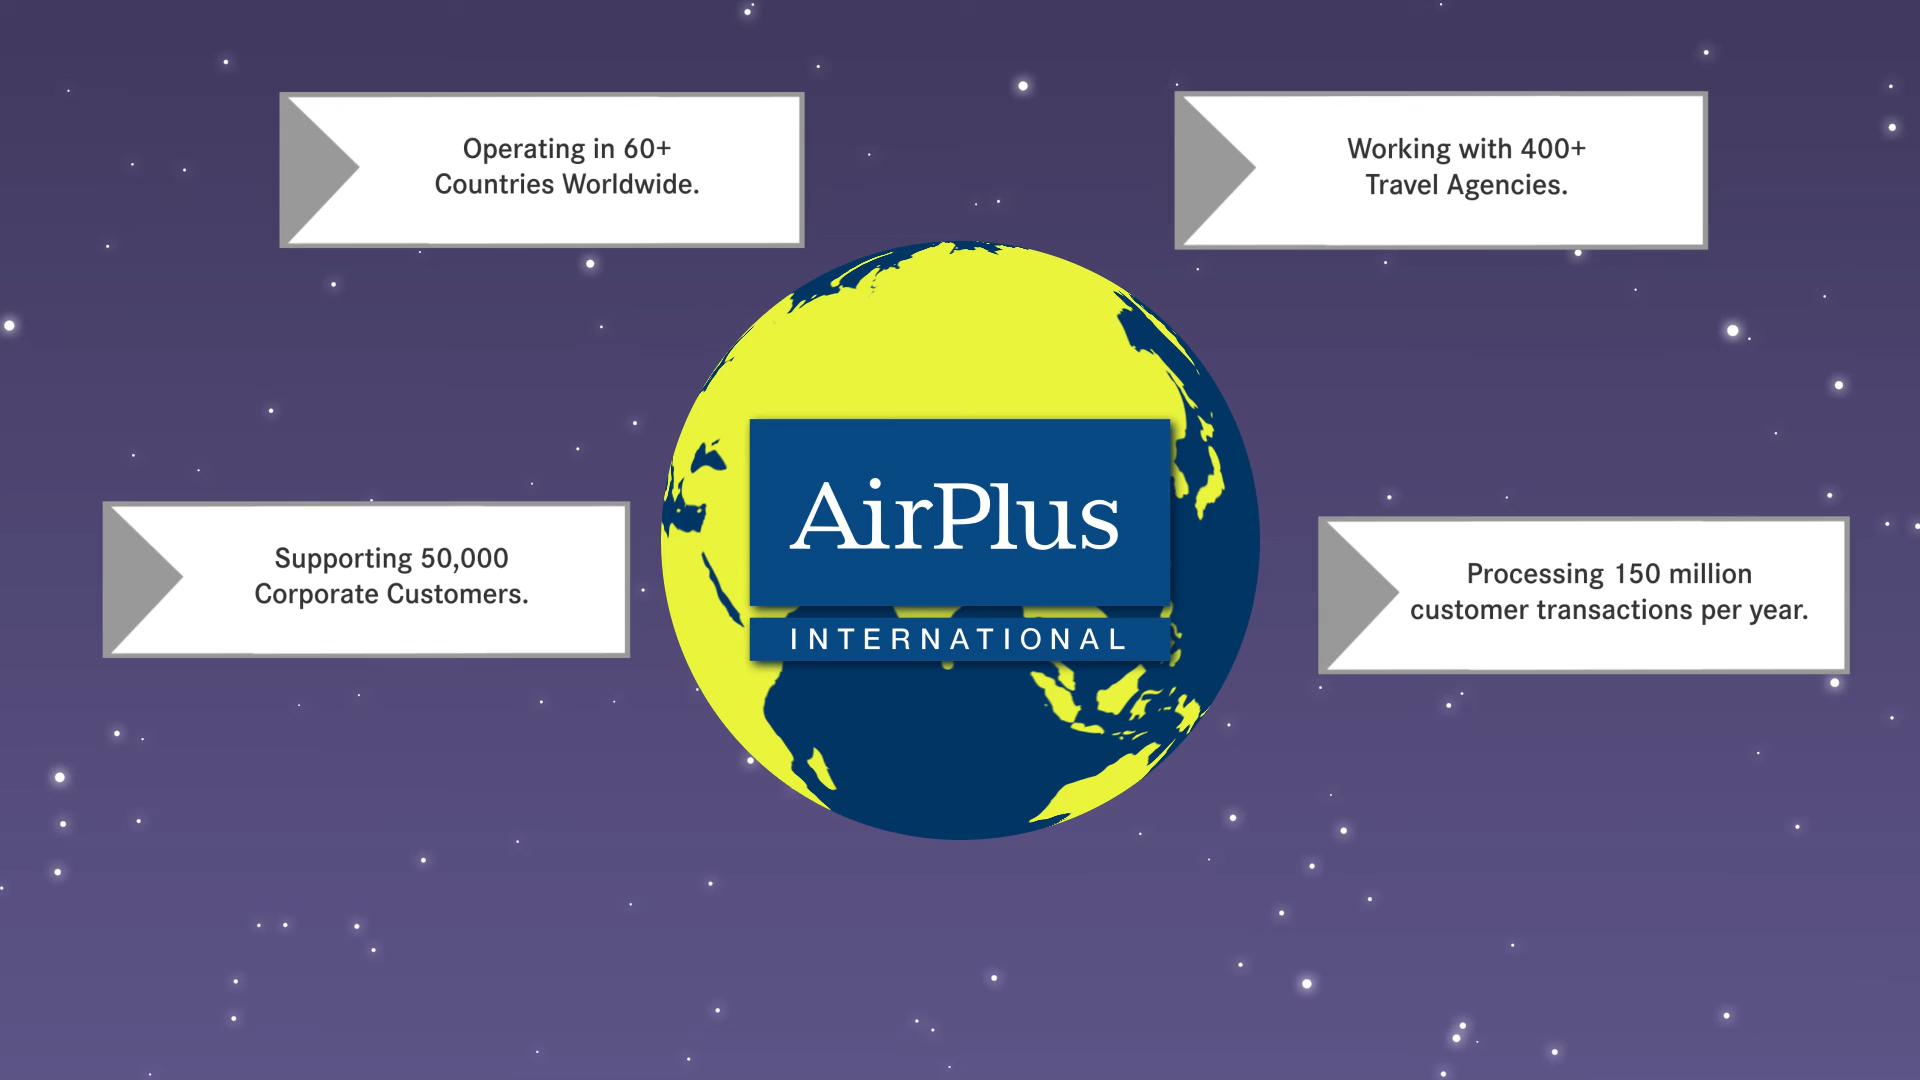 Operating in 60+
Countries Worldwide.
Working with 400+
Travel Agencies.
AirPlus
INTERNATIONAL
Supporting 50,000
Corporate Customers.
Processing 150 million
customer transactions per year.